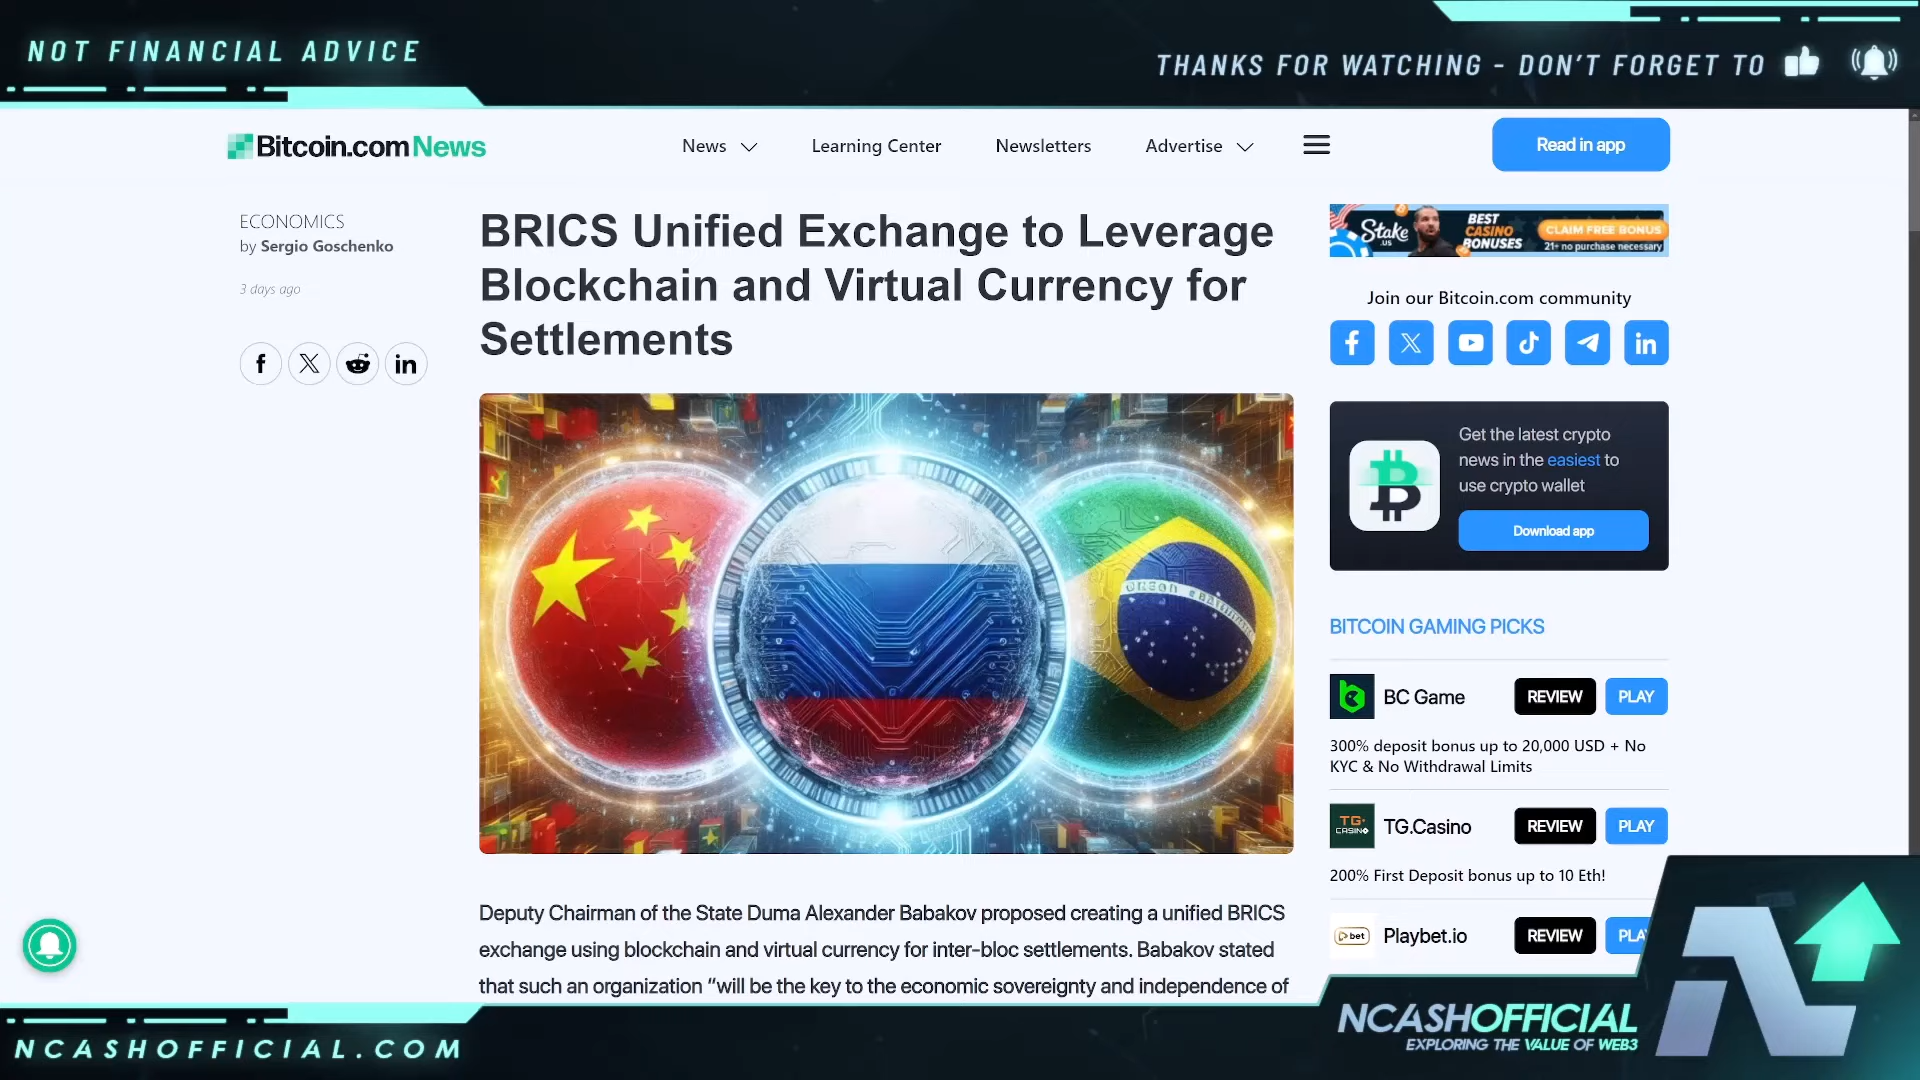 NOT FINANCIAL ADVICE
THANKS FOR WATCHING - DON'T FORGET TO
Bitcoin.com News
News
Learning Center
Newsletters
Advertise
Read in app
ECONOMICS
by Sergio Goschenko
3 days ago
BRICS Unified Exchange to Leverage
Blockchain and Virtual Currency for
Settlements
Deputy Chairman of the State Duma Alexander Babakov proposed creating a unified BRICS
exchange using blockchain and virtual currency for inter-bloc settlements. Babakov stated
that such an organization “will be the key to the economic sovereignty and independence of
Stake
.US
BEST
CASINO
BONUSES
CLAIM FREE BONUS
21+ no purchase necessary
Join our Bitcoin.com community
Get the latest crypto
news in the easiest to
use crypto wallet
Download app
BITCOIN GAMING PICKS
BC Game
REVIEW
PLAY
300% deposit bonus up to 20,000 USD + No
KYC & No Withdrawal Limits
TG.
CASINO
TG.Casino
REVIEW
PLAY
200% First Deposit bonus up to 10 Eth!
bet
Playbet.io
REVIEW
PLA
NCASHOFFICIAL.COM
NCASHOFFICIAL
EXPLORING THE VALUE OF WEB3